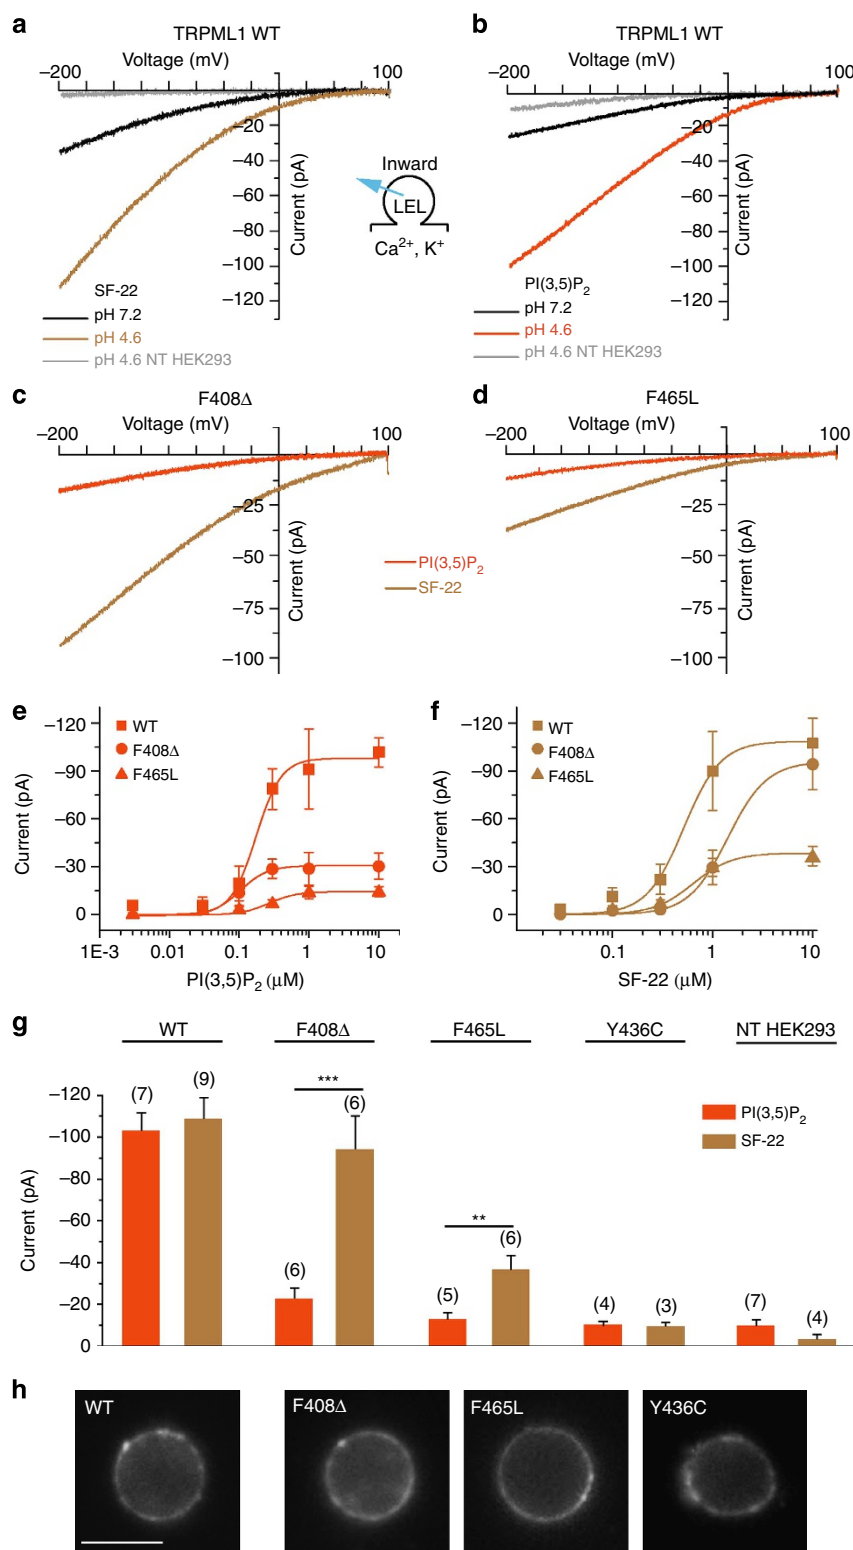 a
TRPML1 WT
Voltage (mV)
–200
100
–20
–40
–60
–80
–100
–120
Current (pA)
SF-22
pH 7.2
pH 4.6
pH 4.6 NT HEK293
Inward
LEL
Ca²⁺, K⁺
b
TRPML1 WT
Voltage (mV)
–200
100
–20
–40
–60
–80
–100
–120
Current (pA)
PI(3,5)P₂
pH 7.2
pH 4.6
pH 4.6 NT HEK293
c
F408Δ
Voltage (mV)
–200
100
–25
–50
–75
–100
Current (pA)
PI(3,5)P₂
SF-22
d
F465L
Voltage (mV)
–200
100
–25
–50
–75
–100
Current (pA)
e
–120
–90
–60
–30
0
Current (pA)
WT
F408Δ
F465L
1E-3 0.01 0.1 1 10
PI(3,5)P₂ (μM)
f
–120
–90
–60
–30
0
Current (pA)
WT
F408Δ
F465L
0.1 1 10
SF-22 (μM)
g
WT F408Δ F465L Y436C NT HEK293
–120
–100
–80
–60
–40
–20
0
Current (pA)
(7) (9)
(6) *** (6)
(5) ** (6)
(4) (3)
(7) (4)
PI(3,5)P₂
SF-22
h
WT F408Δ F465L Y436C